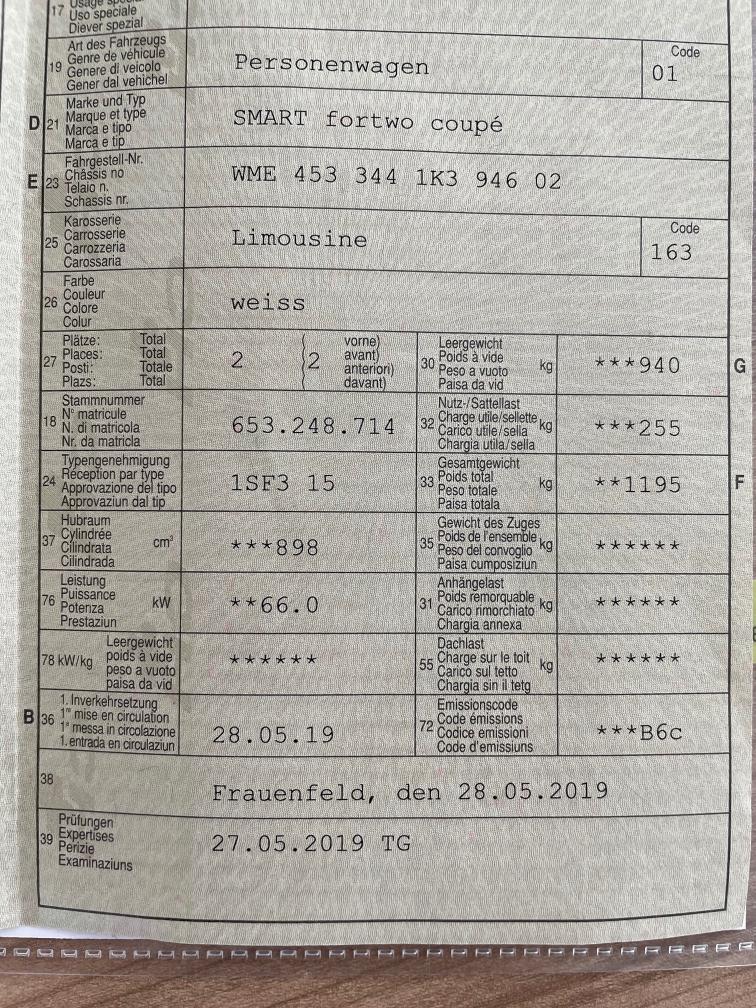 17 Usage spécial
Uso speciale
Diever spezial
19 Art des Fahrzeugs
Genre de véhicule
Genere di veicolo
Gener dal vehichel
Personenwagen
Code
01
D 21 Marke und Typ
Marque et type
Marca e tipo
Marca e tip
SMART fortwo coupé
E 23 Fahrgestell-Nr.
Châssis no
Telaio n.
Schassis nr.
WME 453 344 1K3 946 02
25 Karosserie
Carrosserie
Carrozzeria
Carossaria
Limousine
Code
163
26 Farbe
Couleur
Colore
Colur
weiss
27 Plätze: Total
Places: Total
Posti: Totale
Plazs: Total
2 2
vorne)
avant)
anteriori)
davant)
30 Leergewicht
Poids à vide
Peso a vuoto
Paisa da vid
kg
***940
G
18 Stammnummer
N° matricule
N. di matricola
Nr. da matricla
653.248.714
32 Nutz-/Sattellast
Charge utile/sellette
Carico utile/sella
Chargia utila/sella
kg
***255
24 Typengenehmigung
Réception par type
Approvazione del tipo
Approvaziun dal tip
1SF3 15
33 Gesamtgewicht
Poids total
Peso totale
Paisa totala
kg
**1195
F
37 Hubraum
Cylindrée
Cilindrata
Cilindrada
cm³
***898
35 Gewicht des Zuges
Poids de l'ensemble
Peso del convoglio
Paisa cumposiziun
kg
******
76 Leistung
Puissance
Potenza
Prestaziun
kW
**66.0
31 Anhängelast
Poids remorquable
Carico rimorchiato
Chargia annexa
kg
******
78 kW/kg
Leergewicht
poids à vide
peso a vuoto
paisa da vid
******
55 Dachlast
Charge sur le toit
Carico sul tetto
Chargia sin il tetg
kg
******
B 36 1. Inverkehrsetzung
1re mise en circulation
1a messa in circolazione
1. entrada en circulaziun
28.05.19
72 Emissionscode
Code émissions
Codice emissioni
Code d'emissiuns
***B6c
38
Frauenfeld, den 28.05.2019
39 Prüfungen
Expertises
Perizie
Examinaziuns
27.05.2019 TG